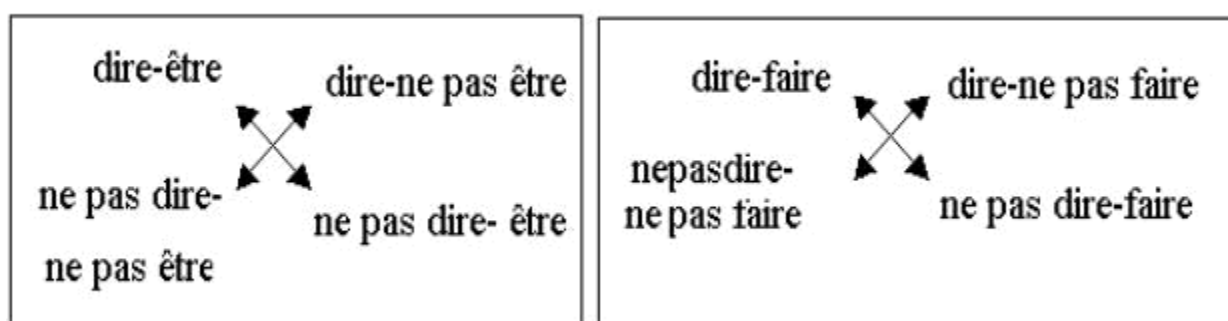 dire-être
dire-ne pas être
ne pas dire-
ne pas être
ne pas dire- être
dire-faire
dire-ne pas faire
nepasdire-
ne pas faire
ne pas dire-faire